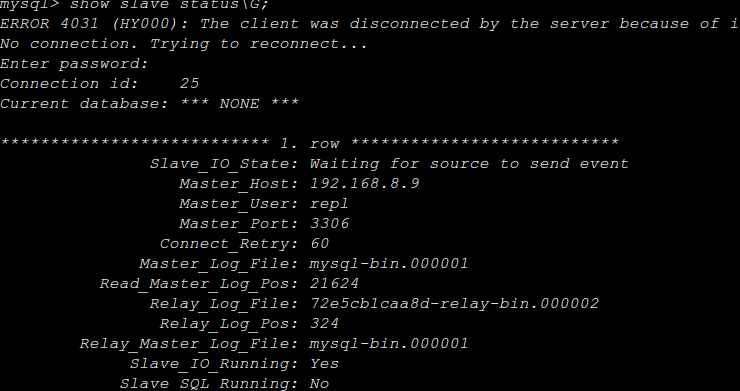 mysql> show slave status\G;
ERROR 4031 (HY000): The client was disconnected by the server because of i
No connection. Trying to reconnect...
Enter password:
Connection id:    25
Current database: *** NONE ***
*************************** 1. row ***************************
Slave_IO_State: Waiting for source to send event
Master_Host: 192.168.8.9
Master_User: repl
Master_Port: 3306
Connect_Retry: 60
Master_Log_File: mysql-bin.000001
Read_Master_Log_Pos: 21624
Relay_Log_File: 72e5cb1caa8d-relay-bin.000002
Relay_Log_Pos: 324
Relay_Master_Log_File: mysql-bin.000001
Slave_IO_Running: Yes
Slave_SQL_Running: No